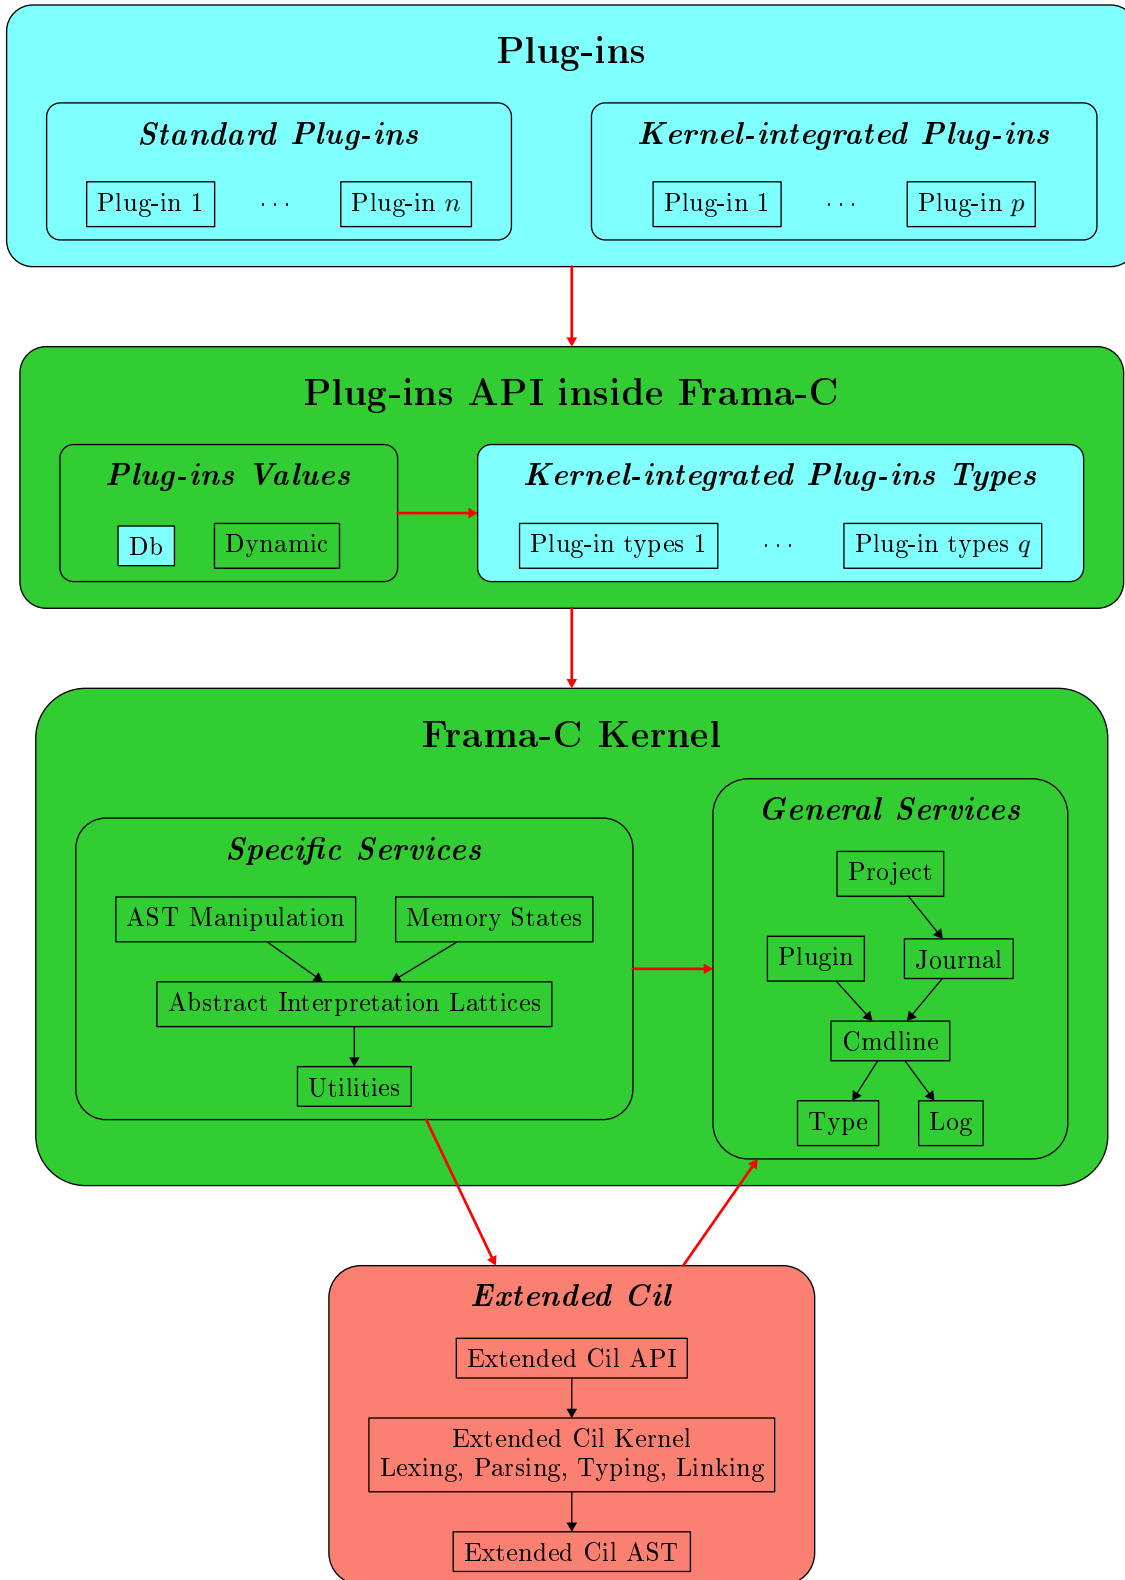 Plug-ins
Standard Plug-ins
Plug-in 1 ... Plug-in n
Kernel-integrated Plug-ins
Plug-in 1 ... Plug-in p
Plug-ins API inside Frama-C
Plug-ins Values
Db Dynamic
Kernel-integrated Plug-ins Types
Plug-in types 1 ... Plug-in types q
Frama-C Kernel
Specific Services
AST Manipulation
Memory States
Abstract Interpretation Lattices
Utilities
General Services
Project
Plugin
Journal
Cmdline
Type
Log
Extended Cil
Extended Cil API
Extended Cil Kernel
Lexing, Parsing, Typing, Linking
Extended Cil AST